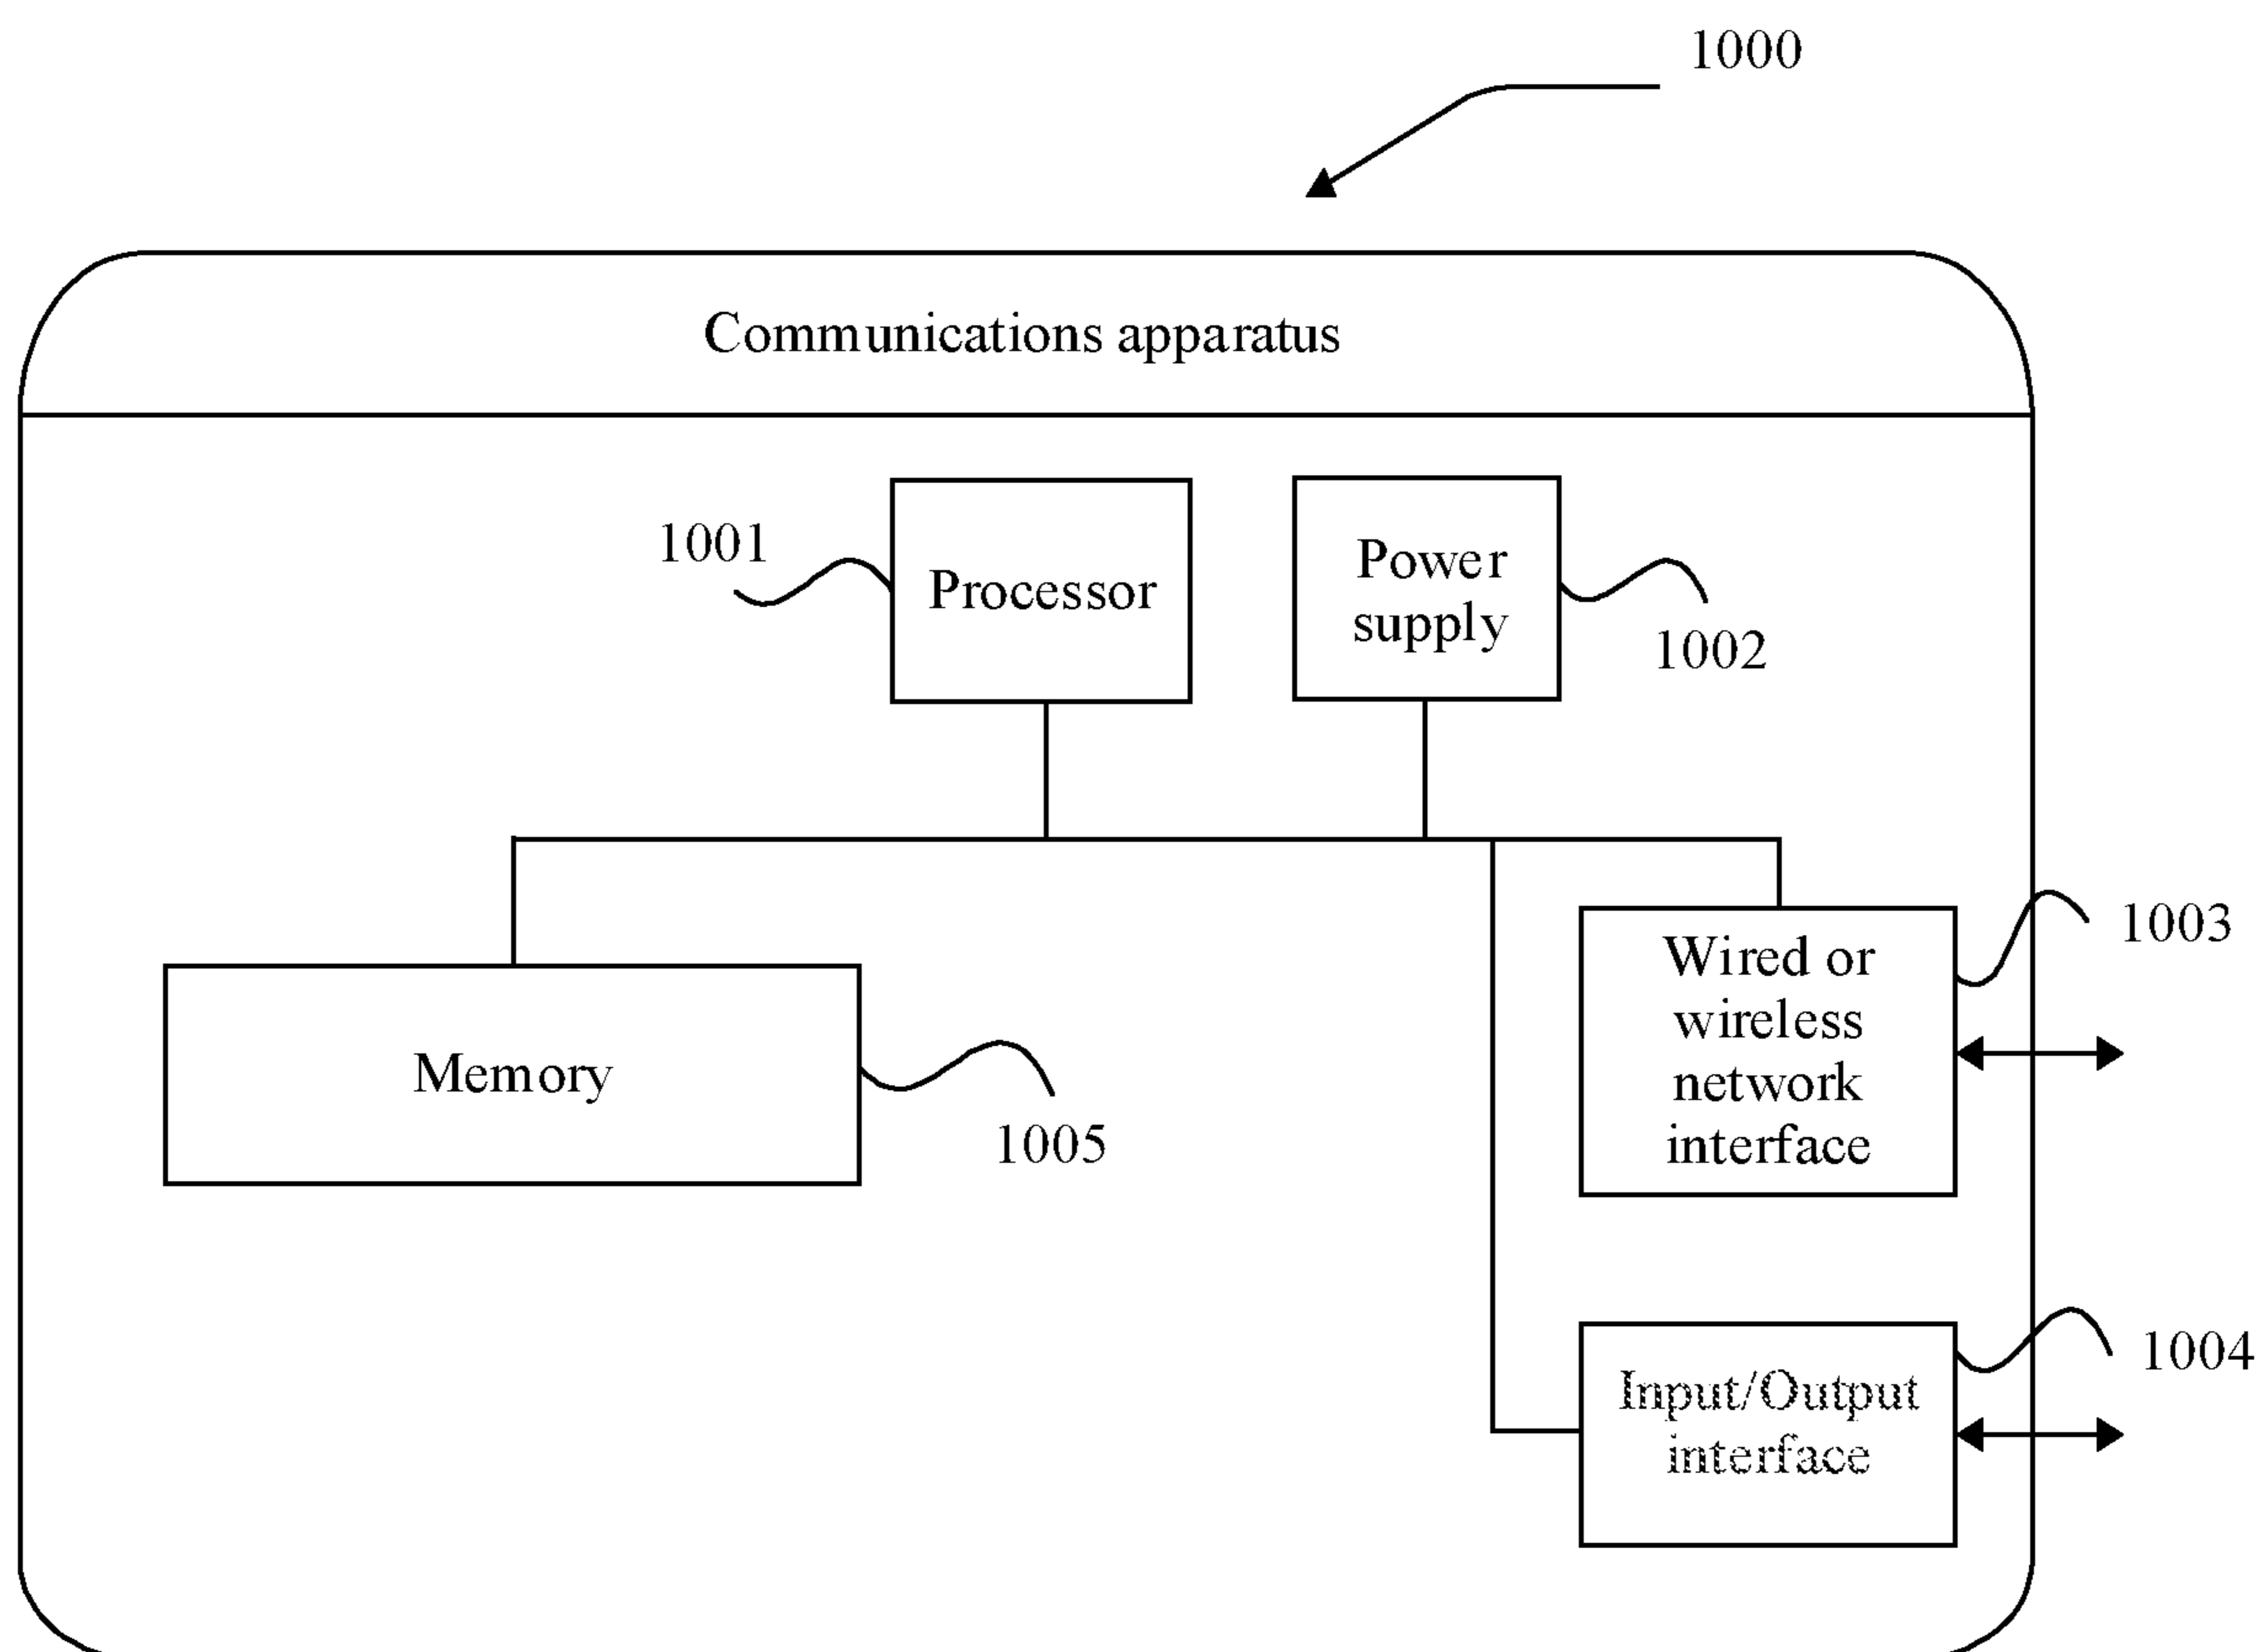 1000
Communications apparatus
1001
Processor
Power
supply
1002
1003
Wired or
wireless
network
interface
Memory
1005
1004
Input/Output
interface